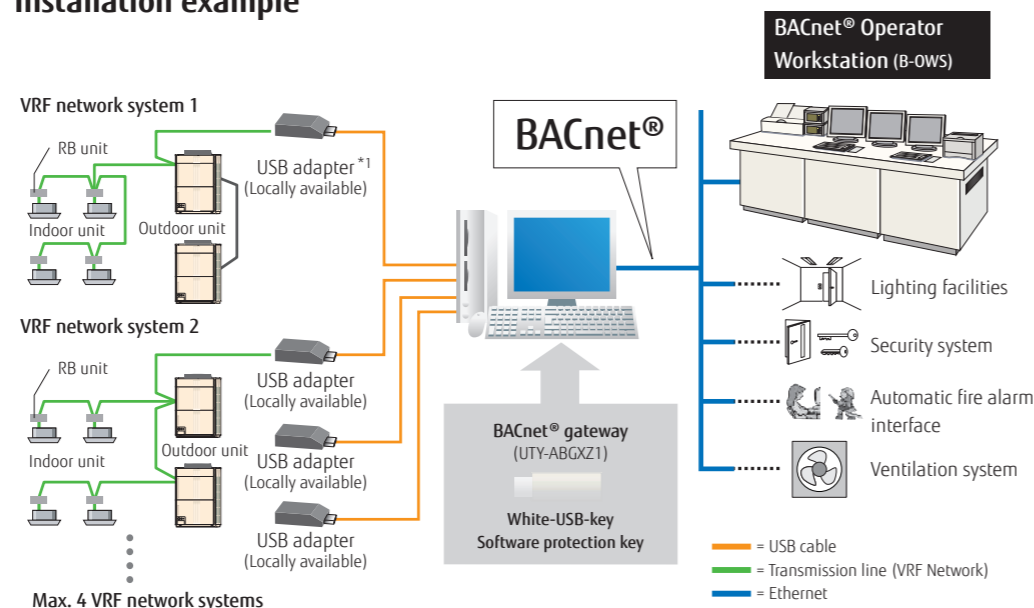 Installation example
BACnet® Operator
Workstation (B-OWS)
VRF network system 1
RB unit
Indoor unit
Outdoor unit
USB adapter*1
(Locally available)
BACnet®
VRF network system 2
RB unit
Indoor unit
Outdoor unit
USB adapter
(Locally available)
USB adapter
(Locally available)
USB adapter
(Locally available)
Max. 4 VRF network systems
BACnet® gateway
(UTY-ABGXZ1)
White-USB-key
Software protection key
Lighting facilities
Security system
Automatic fire alarm
interface
Ventilation system
= USB cable
= Transmission line (VRF Network)
= Ethernet